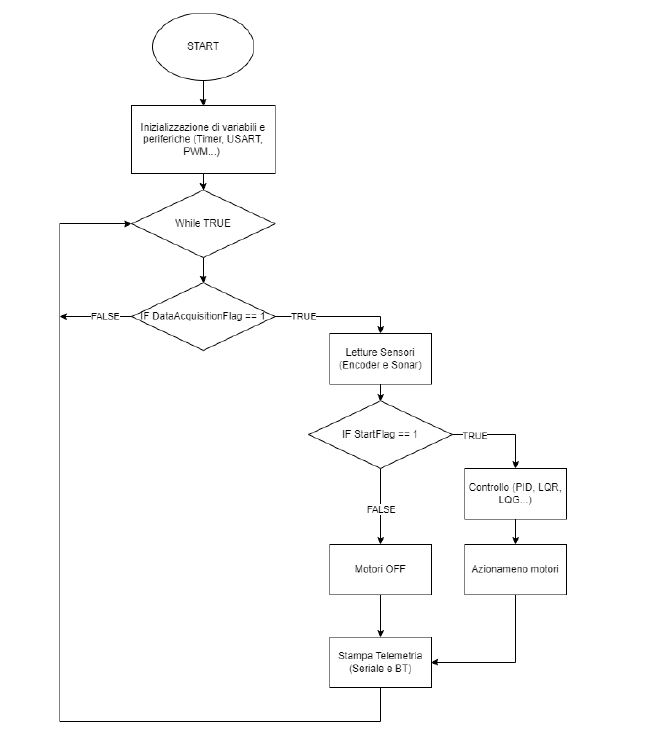 START
Inizializzazione di variabili e
periferiche (Timer, USART,
PWM...)
While TRUE
FALSE
IF DataAcquisitionFlag == 1
TRUE
Letture Sensori
(Encoder e Sonar)
IF StartFlag == 1
TRUE
Controllo (PID, LQR,
LQG...)
FALSE
Motori OFF
Azionameno motori
Stampa Telemetria
(Seriale e BT)